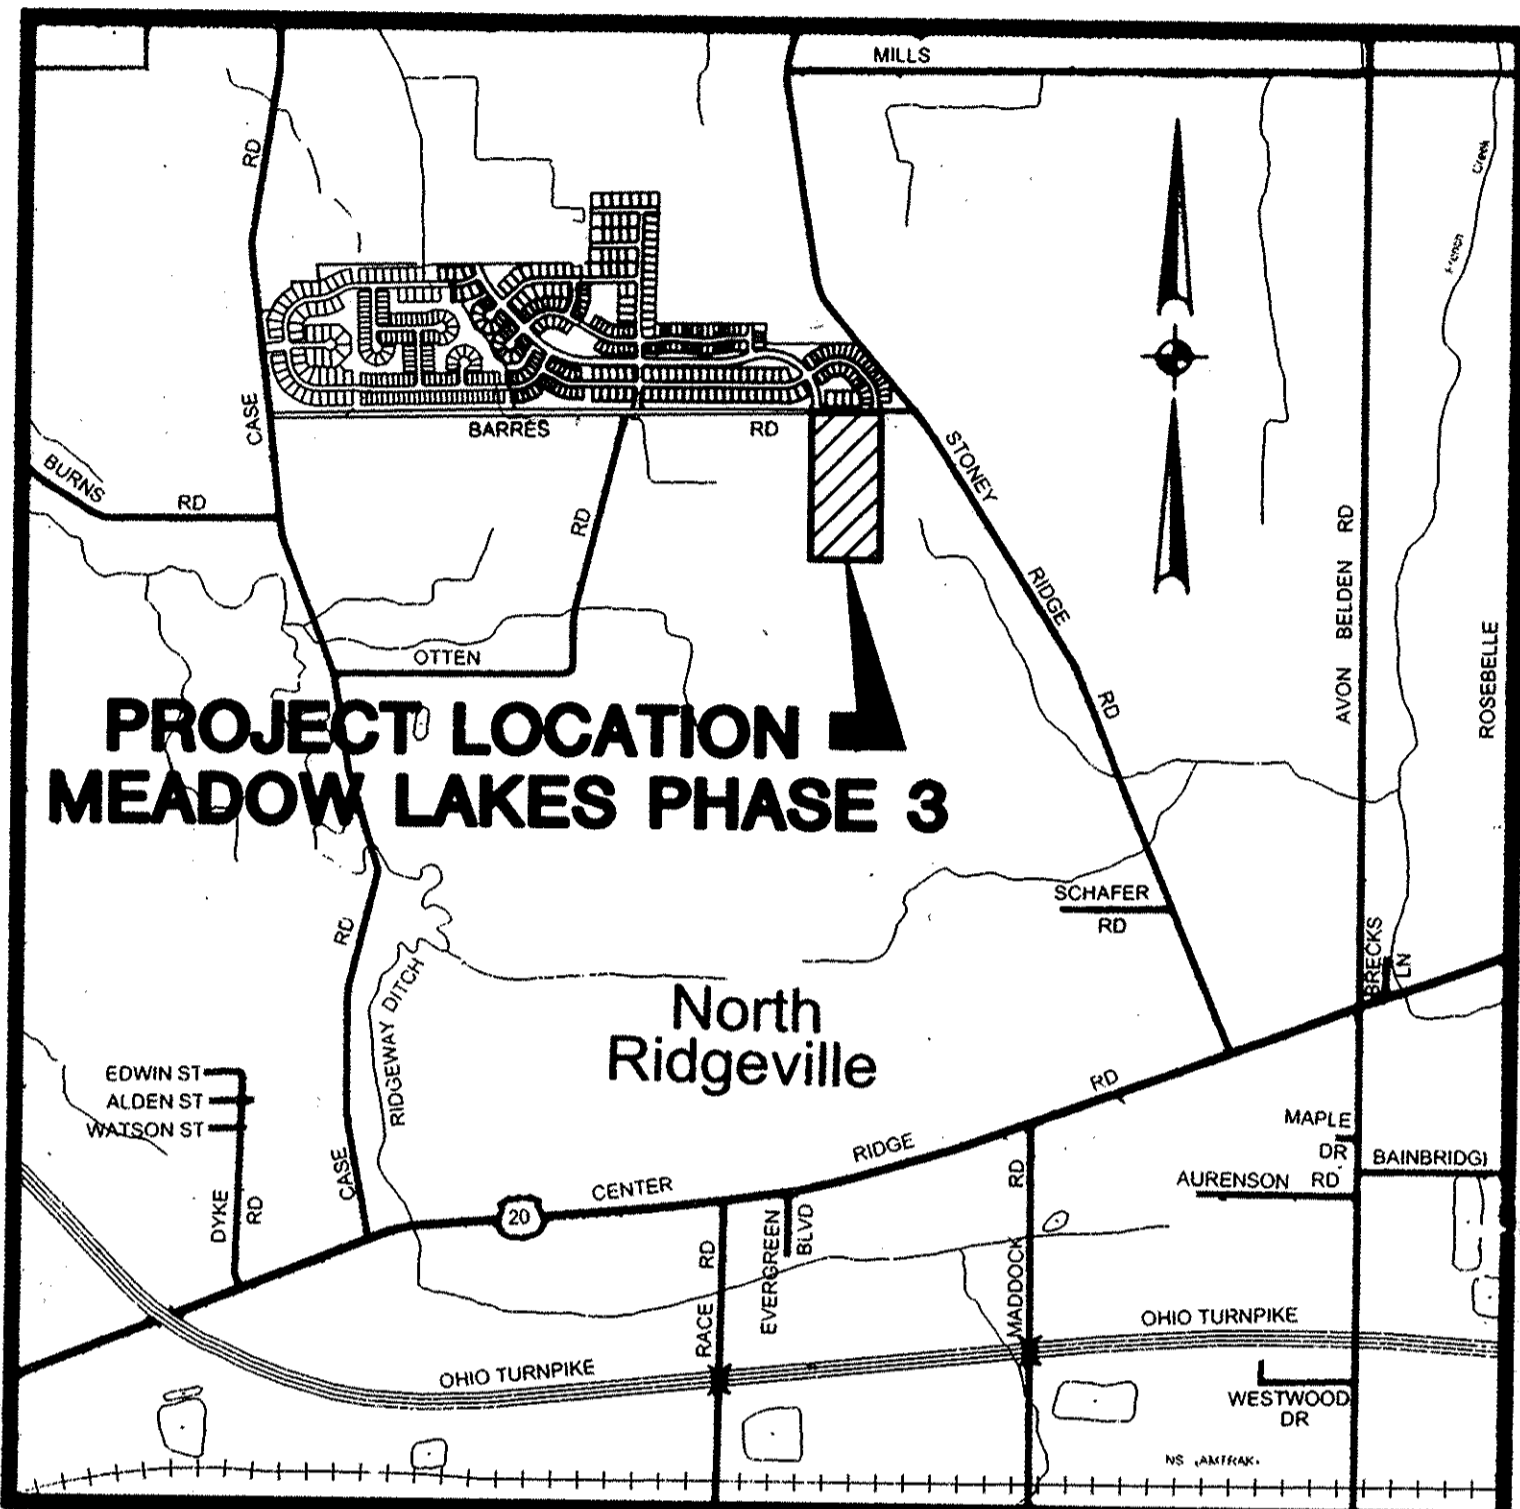 MILLS
RD
Creek
French
CASE
BARRES
RD
STONEY
BURNS
RD
RD
AVON BELDEN RD
RIDGE
ROSEBELLE
OTTEN
RD
PROJECT LOCATION
MEADOW LAKES PHASE 3
SCHAFER
RD
RD
BRECKS
LN
RIDGEWAY DITCH
North
Ridgeville
EDWIN ST
ALDEN ST
WATSON ST
RD
MAPLE
DR
RIDGE
CASE
BAINBRIDGI
AURENSON RD
CENTER
20
RD
DYKE
RD
EVERGREEN
BLVD
RD
RACE
MADDOCK
OHIO TURNPIKE
OHIO TURNPIKE
WESTWOOD
DR
NS (AMTRAK)